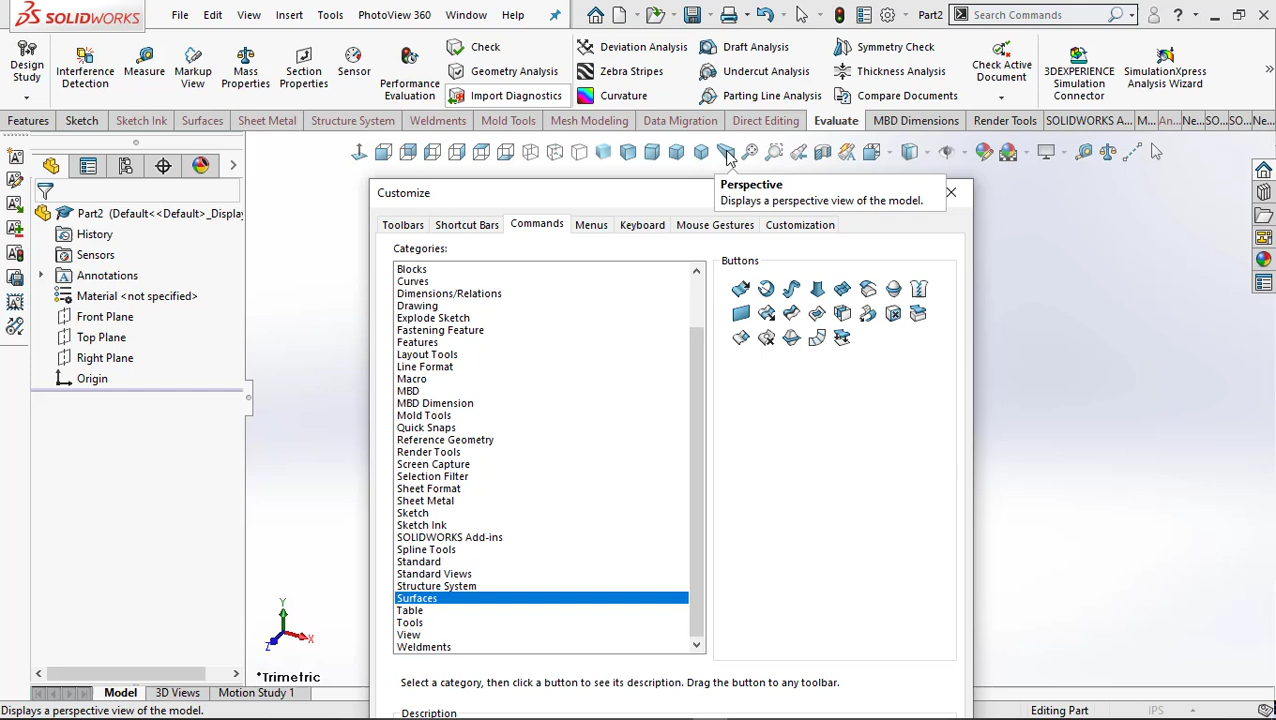 SOLIDWORKS File Edit View Insert Tools PhotoView 360 Window Help Part2 Search Commands ?
Design Study
Interference Detection
Measure
Markup View
Mass Properties
Section Properties
Sensor
Performance Evaluation
Check
Geometry Analysis
Import Diagnostics
Deviation Analysis
Zebra Stripes
Curvature
Draft Analysis
Undercut Analysis
Parting Line Analysis
Symmetry Check
Thickness Analysis
Compare Documents
Check Active Document
3DEXPERIENCE Simulation Connector
SimulationXpress Analysis Wizard
Features Sketch Sketch Ink Surfaces Sheet Metal Structure System Weldments Mold Tools Mesh Modeling Data Migration Direct Editing Evaluate MBD Dimensions Render Tools SOLIDWORKS A... M... An... Ne... SO... SO... Ne...
Perspective
Displays a perspective view of the model.
Part2 (Default<<Default>_Displa
History
Sensors
Annotations
Material <not specified>
Front Plane
Top Plane
Right Plane
Origin
Customize
Toolbars Shortcut Bars Commands Menus Keyboard Mouse Gestures Customization
Categories:
Blocks
Curves
Dimensions/Relations
Drawing
Explode Sketch
Fastening Feature
Features
Layout Tools
Line Format
Macro
MBD
MBD Dimension
Mold Tools
Quick Snaps
Reference Geometry
Render Tools
Screen Capture
Selection Filter
Sheet Format
Sheet Metal
Sketch
Sketch Ink
SOLIDWORKS Add-ins
Spline Tools
Standard
Standard Views
Structure System
Surfaces
Table
Tools
View
Weldments
Buttons
Select a category, then click a button to see its description. Drag the button to any toolbar.
Description
Y
X
Z
*Trimetric
Model 3D Views Motion Study 1
Displays a perspective view of the model. Editing Part IPS